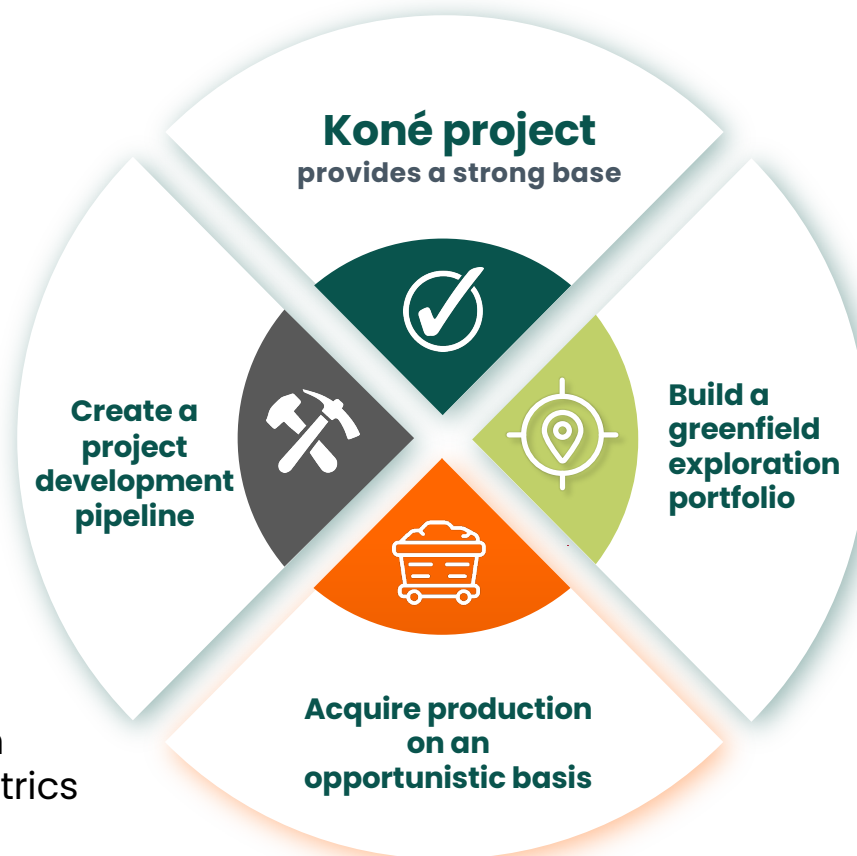 Koné project
provides a strong base
Create a
project
development
pipeline
Build a
greenfield
exploration
portfolio
Acquire production
on an
opportunistic basis